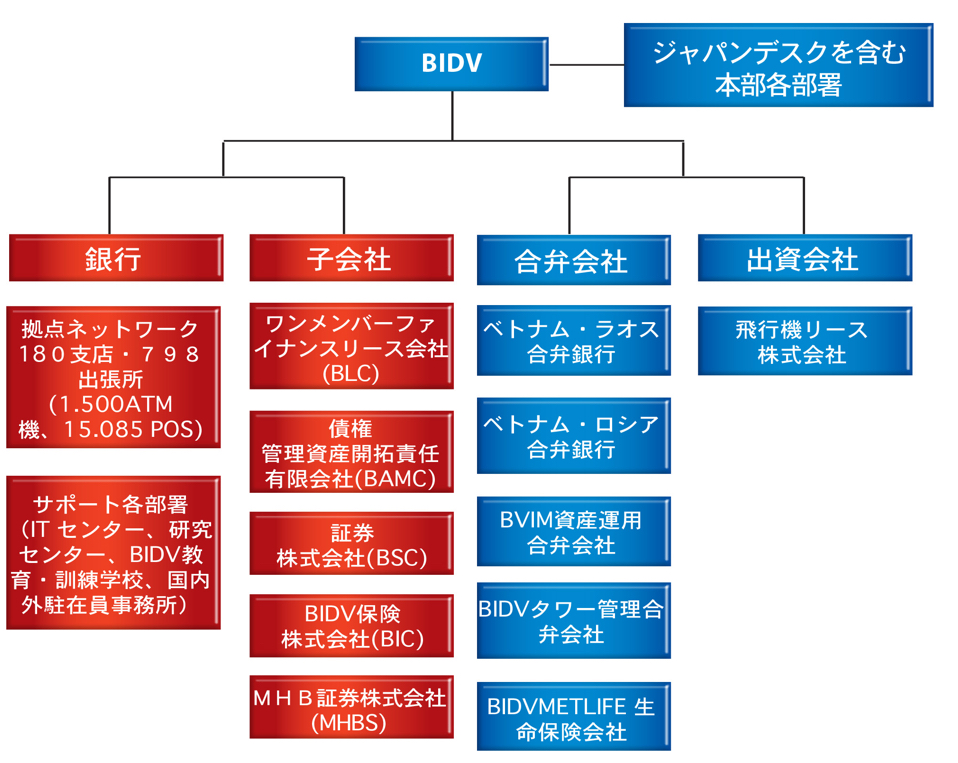 BIDV
ジャパンデスクを含む
本部各部署
銀行
拠点ネットワーク
１８０支店・７９８
出張所
(1.500ATM
機、15.085 POS)
サポート各部署
（IT センター、研究
センター、BIDV教
育・訓練学校、国内
外駐在員事務所）
子会社
ワンメンバーファ
イナンスリース会社
(BLC)
債権
管理資産開拓責任
有限会社(BAMC)
証券
株式会社(BSC)
BIDV保険
株式会社(BIC)
ＭＨＢ証券株式会社
(MHBS)
合弁会社
ベトナム・ラオス
合弁銀行
ベトナム・ロシア
合弁銀行
BVIM資産運用
合弁会社
BIDVタワー管理合
弁会社
BIDVMETLIFE 生
命保険会社
出資会社
飛行機リース
株式会社